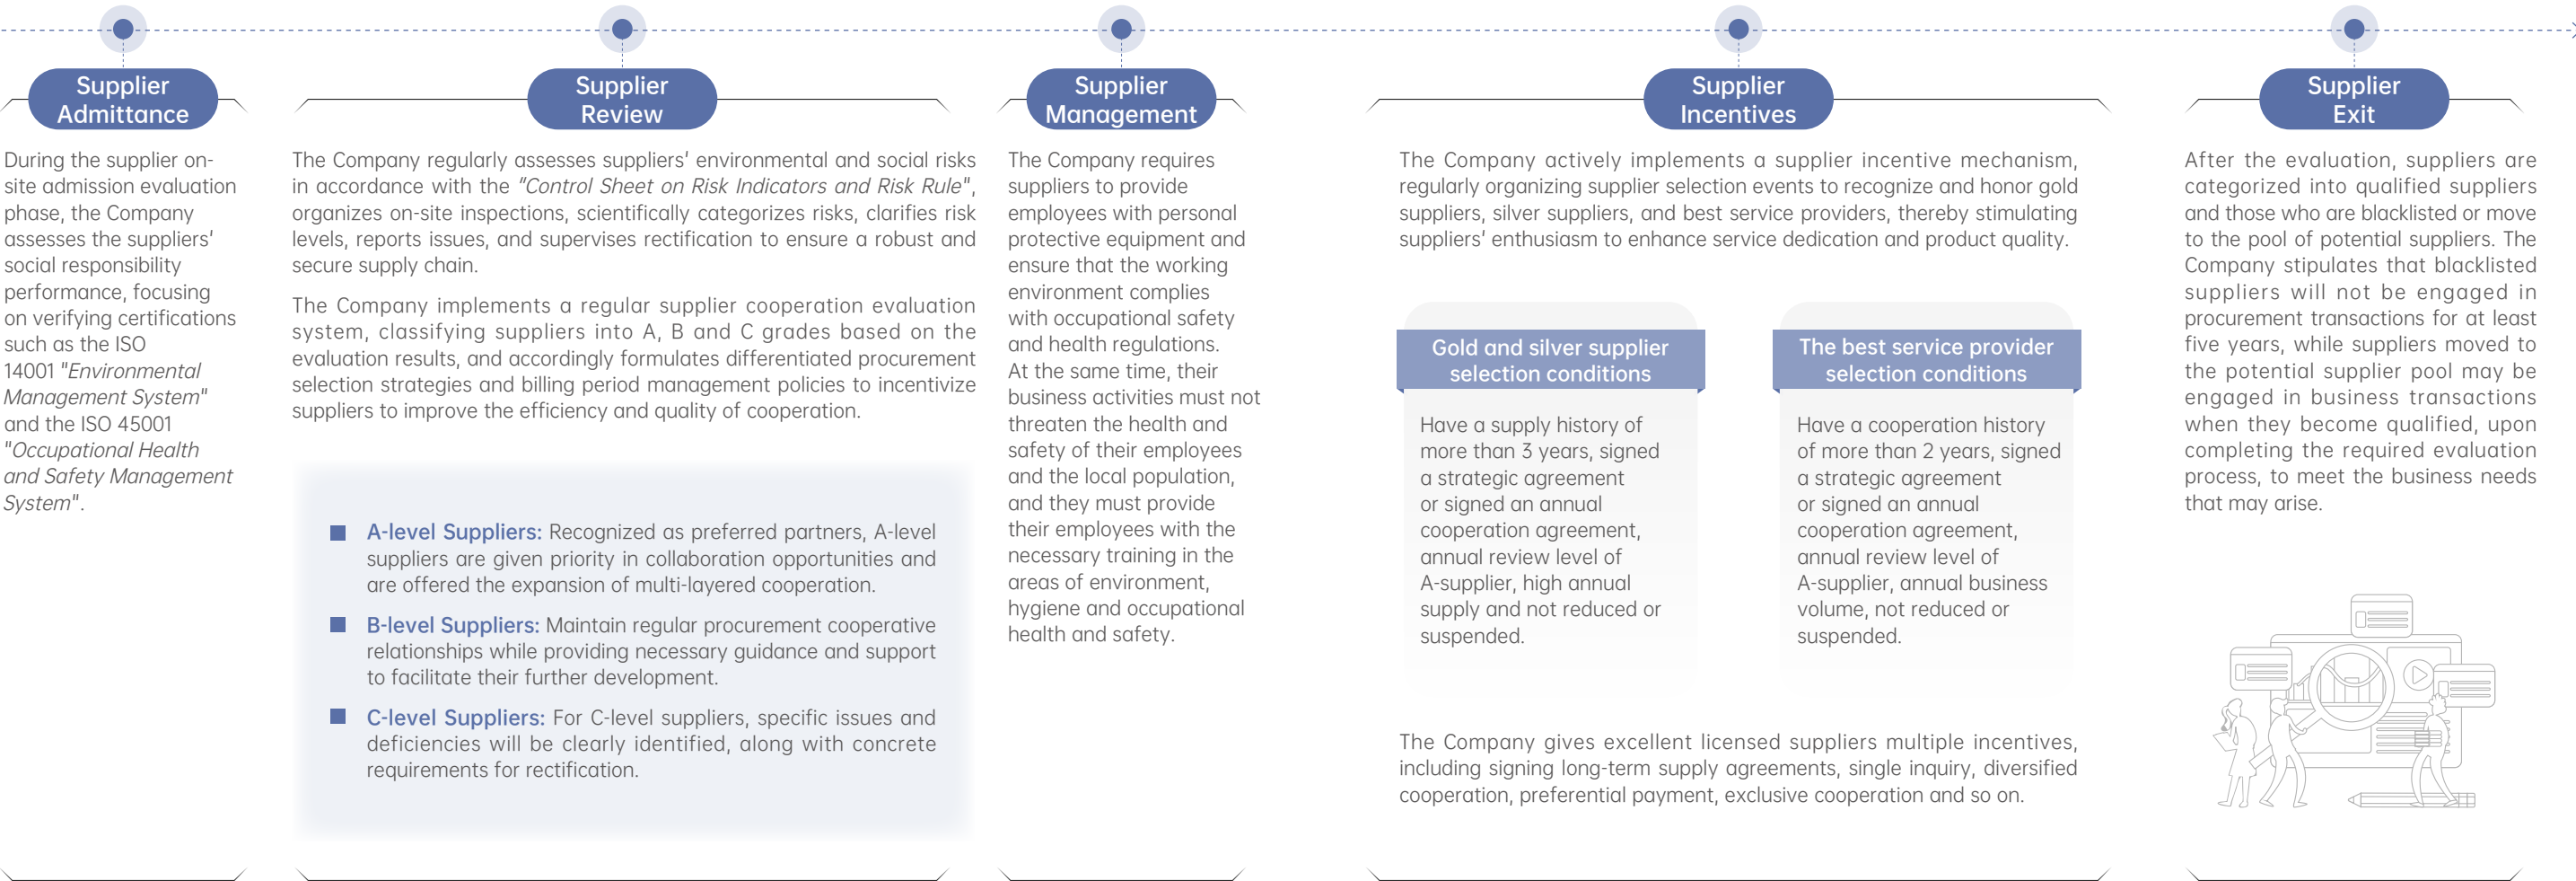 Supplier
Admittance
During the supplier on-
site admission evaluation
phase, the Company
assesses the suppliers'
social responsibility
performance, focusing
on verifying certifications
such as the ISO
14001 "Environmental
Management System"
and the ISO 45001
"Occupational Health
and Safety Management
System".
Supplier
Review
The Company regularly assesses suppliers' environmental and social risks
in accordance with the "Control Sheet on Risk Indicators and Risk Rule",
organizes on-site inspections, scientifically categorizes risks, clarifies risk
levels, reports issues, and supervises rectification to ensure a robust and
secure supply chain.
The Company implements a regular supplier cooperation evaluation
system, classifying suppliers into A, B and C grades based on the
evaluation results, and accordingly formulates differentiated procurement
selection strategies and billing period management policies to incentivize
suppliers to improve the efficiency and quality of cooperation.
A-level Suppliers: Recognized as preferred partners, A-level
suppliers are given priority in collaboration opportunities and
are offered the expansion of multi-layered cooperation.
B-level Suppliers: Maintain regular procurement cooperative
relationships while providing necessary guidance and support
to facilitate their further development.
C-level Suppliers: For C-level suppliers, specific issues and
deficiencies will be clearly identified, along with concrete
requirements for rectification.
Supplier
Management
The Company requires
suppliers to provide
employees with personal
protective equipment and
ensure that the working
environment complies
with occupational safety
and health regulations.
At the same time, their
business activities must not
threaten the health and
safety of their employees
and the local population,
and they must provide
their employees with the
necessary training in the
areas of environment,
hygiene and occupational
health and safety.
Supplier
Incentives
The Company actively implements a supplier incentive mechanism,
regularly organizing supplier selection events to recognize and honor gold
suppliers, silver suppliers, and best service providers, thereby stimulating
suppliers' enthusiasm to enhance service dedication and product quality.
Gold and silver supplier
selection conditions
Have a supply history of
more than 3 years, signed
a strategic agreement
or signed an annual
cooperation agreement,
annual review level of
A-supplier, high annual
supply and not reduced or
suspended.
The best service provider
selection conditions
Have a cooperation history
of more than 2 years, signed
a strategic agreement
or signed an annual
cooperation agreement,
annual review level of
A-supplier, annual business
volume, not reduced or
suspended.
The Company gives excellent licensed suppliers multiple incentives,
including signing long-term supply agreements, single inquiry, diversified
cooperation, preferential payment, exclusive cooperation and so on.
Supplier
Exit
After the evaluation, suppliers are
categorized into qualified suppliers
and those who are blacklisted or move
to the pool of potential suppliers. The
Company stipulates that blacklisted
suppliers will not be engaged in
procurement transactions for at least
five years, while suppliers moved to
the potential supplier pool may be
engaged in business transactions
when they become qualified, upon
completing the required evaluation
process, to meet the business needs
that may arise.